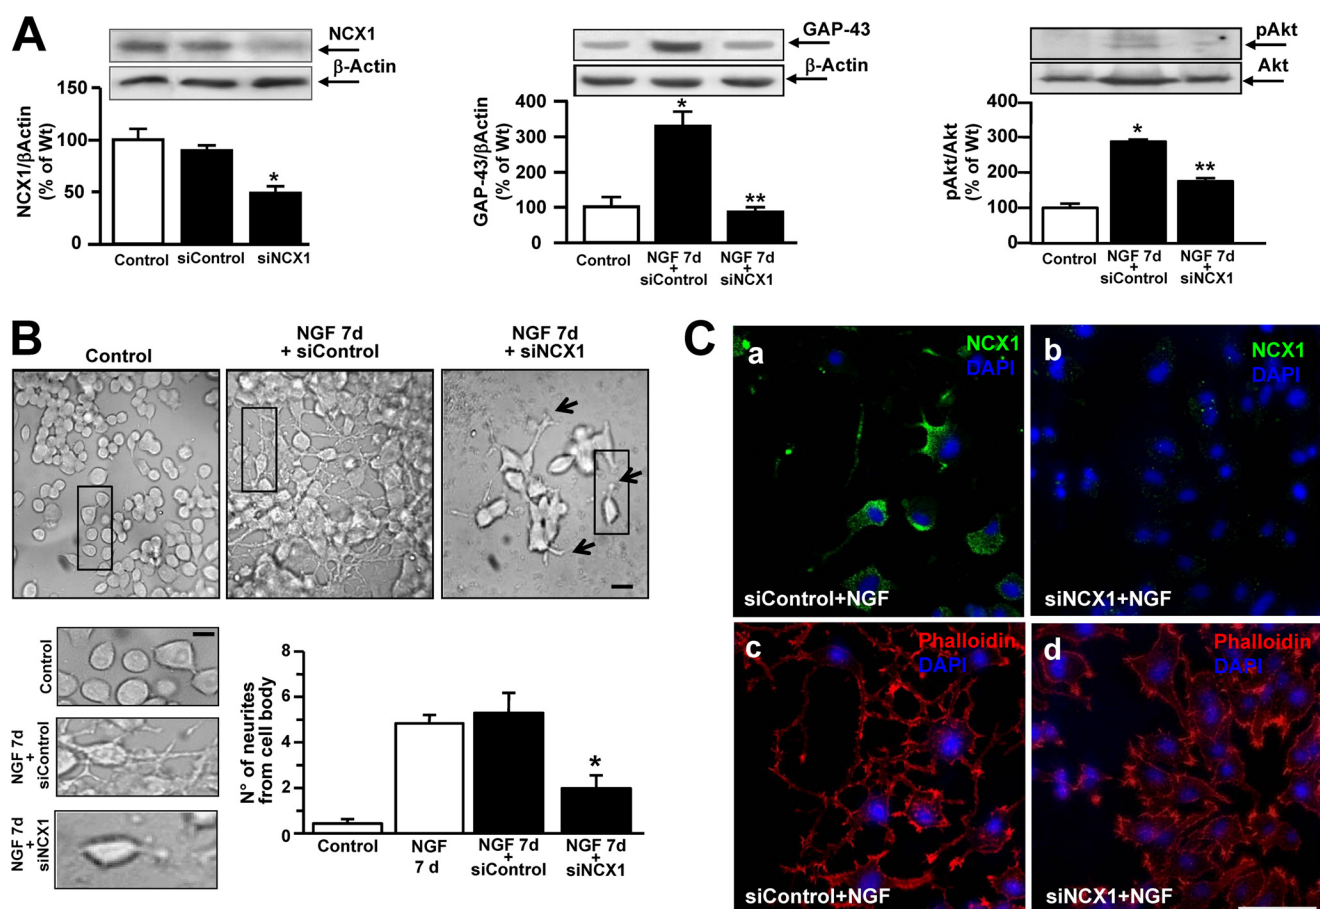 A
NCX1
β-Actin
150
100
50
0
NCX1/βActin
(% of Wt)
*
Control
siControl
siNCX1
GAP-43
β-Actin
400
300
200
100
0
GAP-43/βActin
(% of Wt)
*
**
Control
NGF 7d
+
siControl
NGF 7d
+
siNCX1
pAkt
Akt
400
300
200
100
0
pAkt/Akt
(% of Wt)
*
**
Control
NGF 7d
+
siControl
NGF 7d
+
siNCX1
B
Control
NGF 7d
+ siControl
NGF 7d
+ siNCX1
Control
NGF 7d
+
siControl
NGF 7d
+
siNCX1
8
6
4
2
0
N° of neurites
from cell body
*
Control
NGF
7 d
NGF 7d
+
siControl
NGF 7d
+
siNCX1
C
a
NCX1
DAPI
siControl+NGF
b
NCX1
DAPI
siNCX1+NGF
c
Phalloidin
DAPI
siControl+NGF
d
Phalloidin
DAPI
siNCX1+NGF